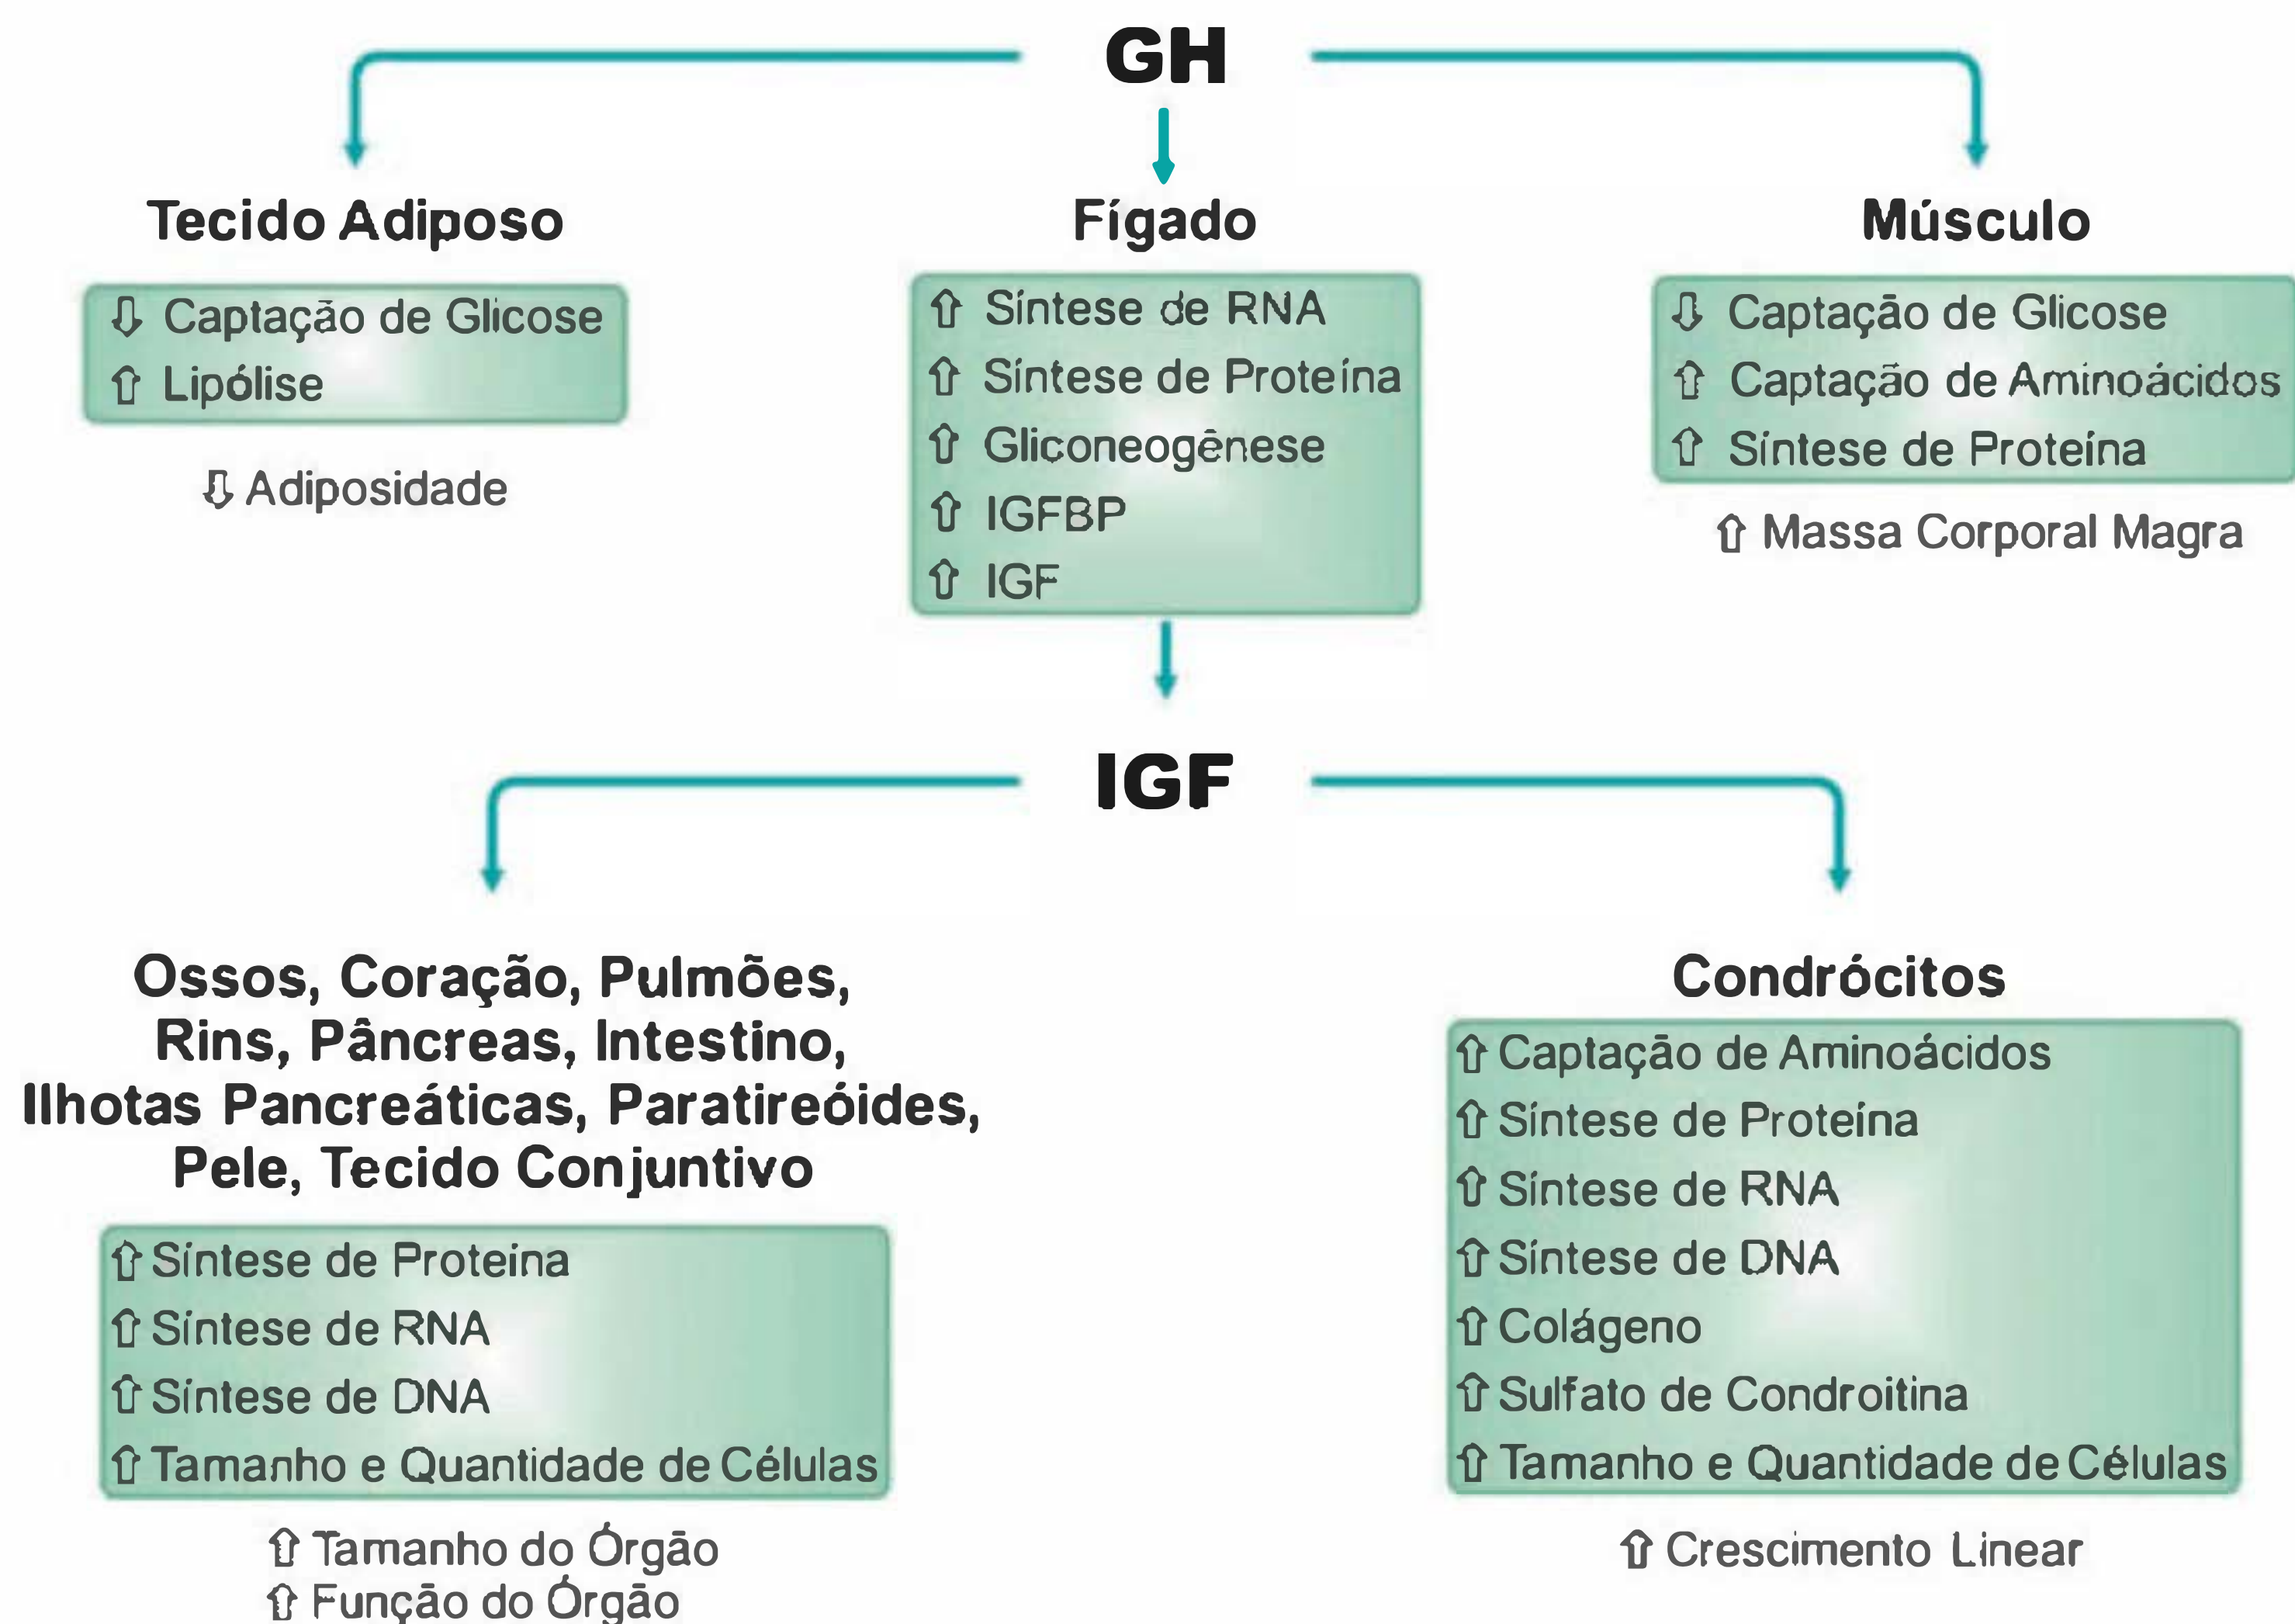 GH
Tecido Adiposo
⇩ Captação de Glicose
⇧ Lipólise
⇩ Adiposidade
Fígado
⇧ Síntese de RNA
⇧ Síntese de Proteína
⇧ Gliconeogênese
⇧ IGFBP
⇧ IGF
Músculo
⇩ Captação de Glicose
⇧ Captação de Aminoácidos
⇧ Síntese de Proteína
⇧ Massa Corporal Magra
IGF
Ossos, Coração, Pulmões,
Rins, Pâncreas, Intestino,
Ilhotas Pancreáticas, Paratireóides,
Pele, Tecido Conjuntivo
⇧ Síntese de Proteína
⇧ Síntese de RNA
⇧ Síntese de DNA
⇧ Tamanho e Quantidade de Células
⇧ Tamanho do Órgão
⇧ Função do Órgão
Condrócitos
⇧ Captação de Aminoácidos
⇧ Síntese de Proteína
⇧ Síntese de RNA
⇧ Síntese de DNA
⇧ Colágeno
⇧ Sulfato de Condroitina
⇧ Tamanho e Quantidade de Células
⇧ Crescimento Linear